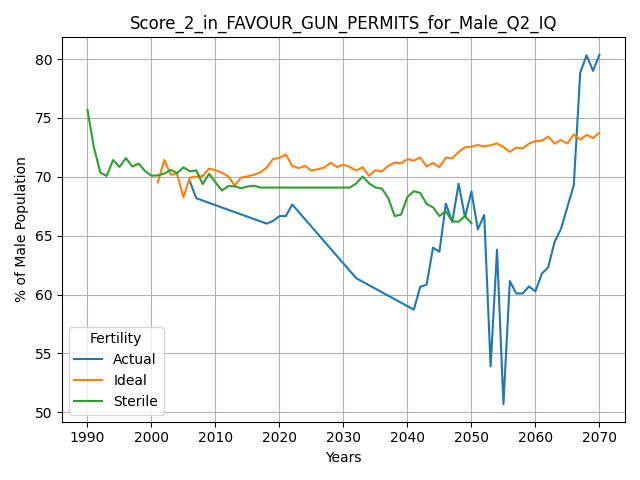 Score_2_in_FAVOUR_GUN_PERMITS_for_Male_Q2_IQ
80
75
70
65
60
55
50
% of Male Population
Fertility
Actual
Ideal
Sterile
1990 2000 2010 2020 2030 2040 2050 2060 2070
Years